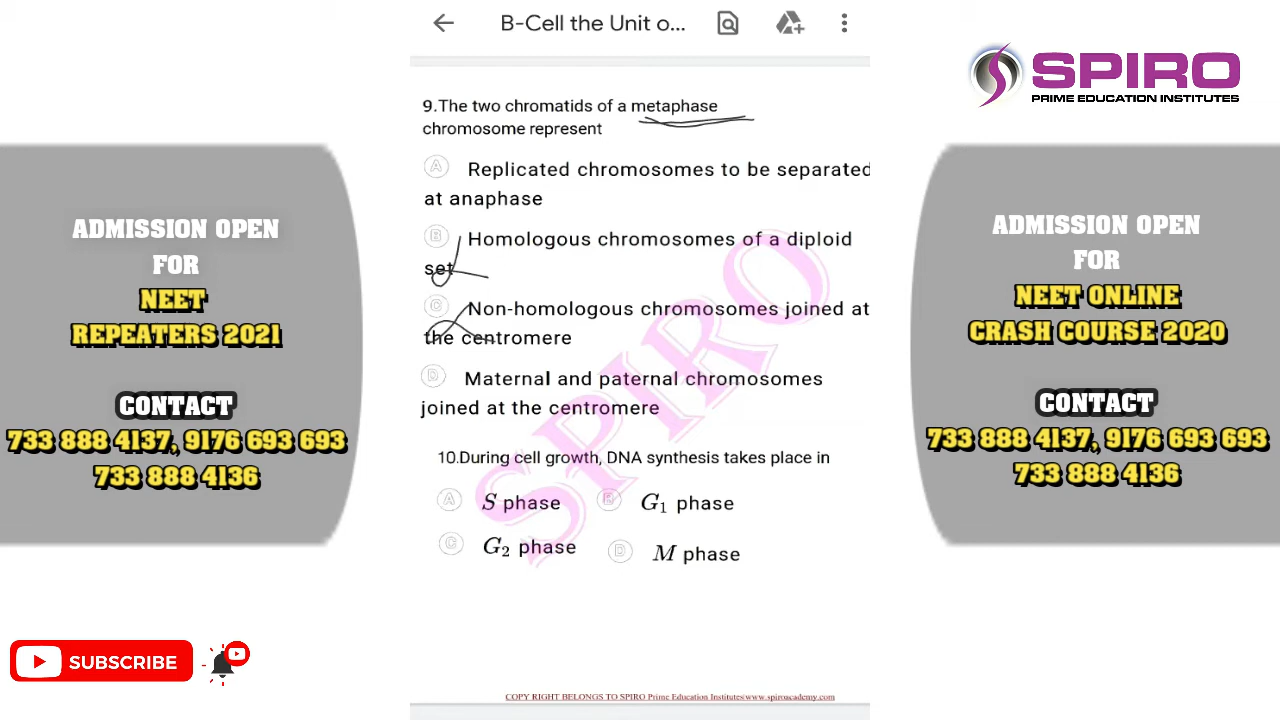 B-Cell the Unit o...
SPIRO
PRIME EDUCATION INSTITUTES
9.The two chromatids of a metaphase
chromosome represent
A Replicated chromosomes to be separated
at anaphase
B Homologous chromosomes of a diploid
set
C Non-homologous chromosomes joined at
the centromere
D Maternal and paternal chromosomes
joined at the centromere
10.During cell growth, DNA synthesis takes place in
A S phase B G₁ phase
C G₂ phase D M phase
SPIRO
COPY RIGHT BELONGS TO SPIRO Prime Education Institutes|www.spiroacademy.com
ADMISSION OPEN
FOR
NEET
REPEATERS 2021
CONTACT
733 888 4137, 9176 693 693
733 888 4136
ADMISSION OPEN
FOR
NEET ONLINE
CRASH COURSE 2020
CONTACT
733 888 4137, 9176 693 693
733 888 4136
SUBSCRIBE